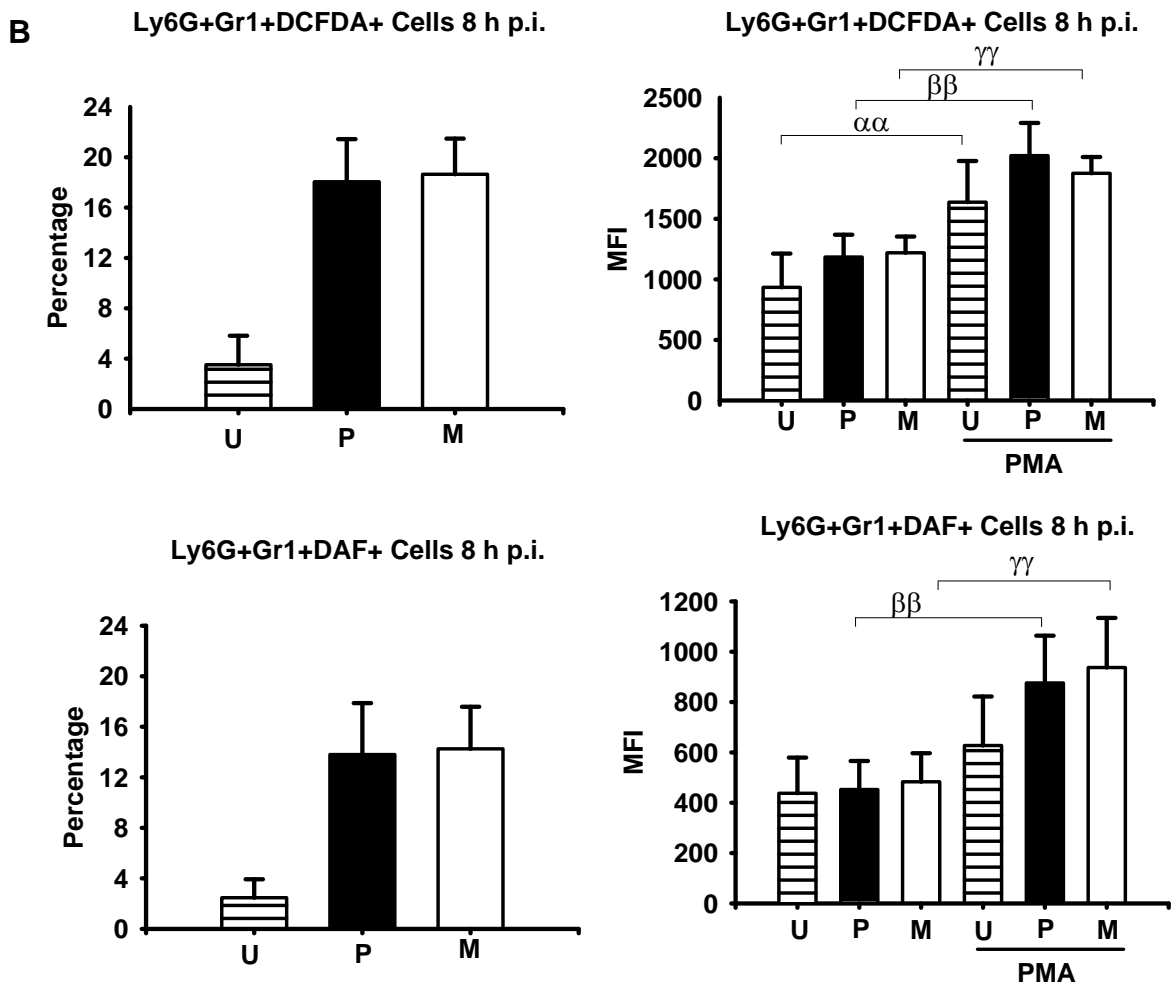 B
Ly6G+Gr1+DCFDA+ Cells 8 h p.i.
Percentage
24
20
16
12
8
4
0
U P M
Ly6G+Gr1+DCFDA+ Cells 8 h p.i.
γγ
ββ
αα
MFI
2500
2000
1500
1000
500
0
U P M U P M
PMA
Ly6G+Gr1+DAF+ Cells 8 h p.i.
Percentage
24
20
16
12
8
4
0
U P M
Ly6G+Gr1+DAF+ Cells 8 h p.i.
γγ
ββ
MFI
1200
1000
800
600
400
200
0
U P M U P M
PMA